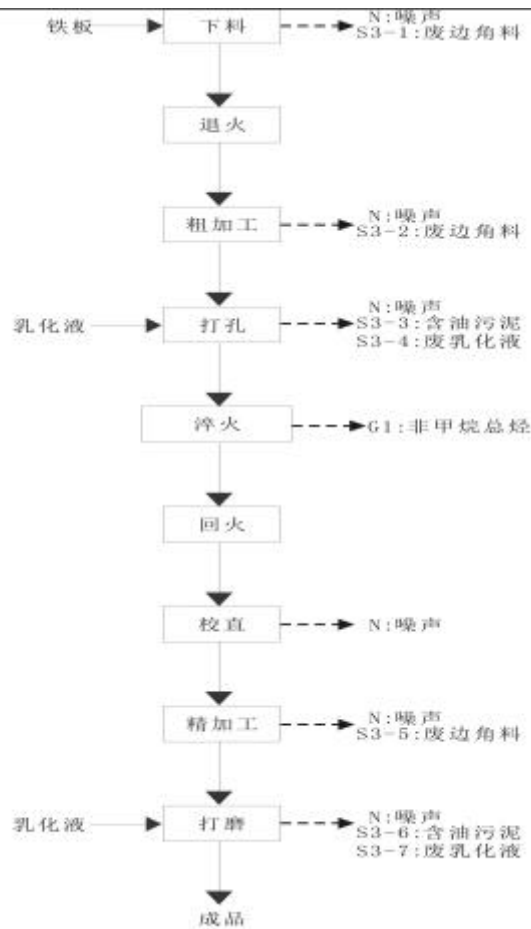 铁板
下料
N:噪声
S3-1:废边角料
退火
粗加工
N:噪声
S3-2:废边角料
乳化液
打孔
N:噪声
S3-3:含油污泥
S3-4:废乳化液
淬火
G1:非甲烷总烃
回火
校直
N:噪声
精加工
N:噪声
S3-5:废边角料
乳化液
打磨
N:噪声
S3-6:含油污泥
S3-7:废乳化液
成品